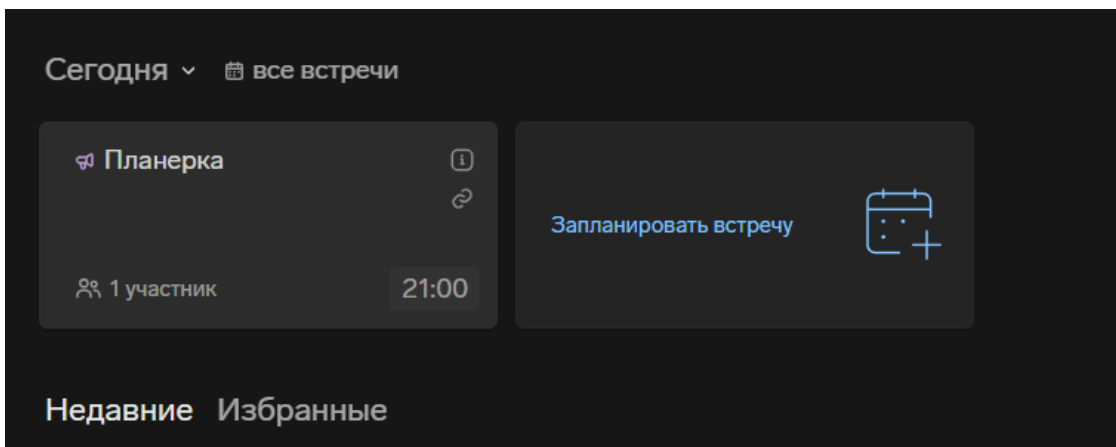 Сегодня все встречи
Планерка
Запланировать встречу
1 участник 21:00
Недавние Избранные